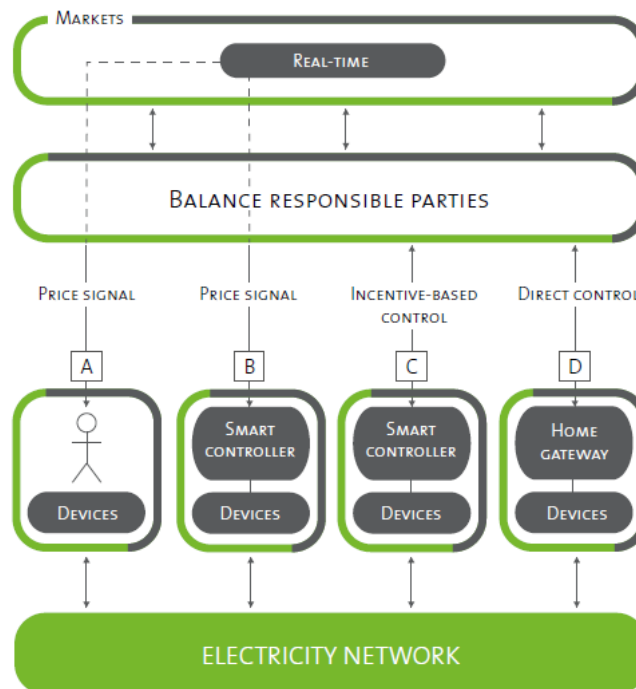 MARKETS
REAL-TIME
BALANCE RESPONSIBLE PARTIES
PRICE SIGNAL
PRICE SIGNAL
INCENTIVE-BASED
CONTROL
DIRECT CONTROL
A
B
C
D
SMART
CONTROLLER
SMART
CONTROLLER
HOME
GATEWAY
DEVICES
DEVICES
DEVICES
DEVICES
ELECTRICITY NETWORK